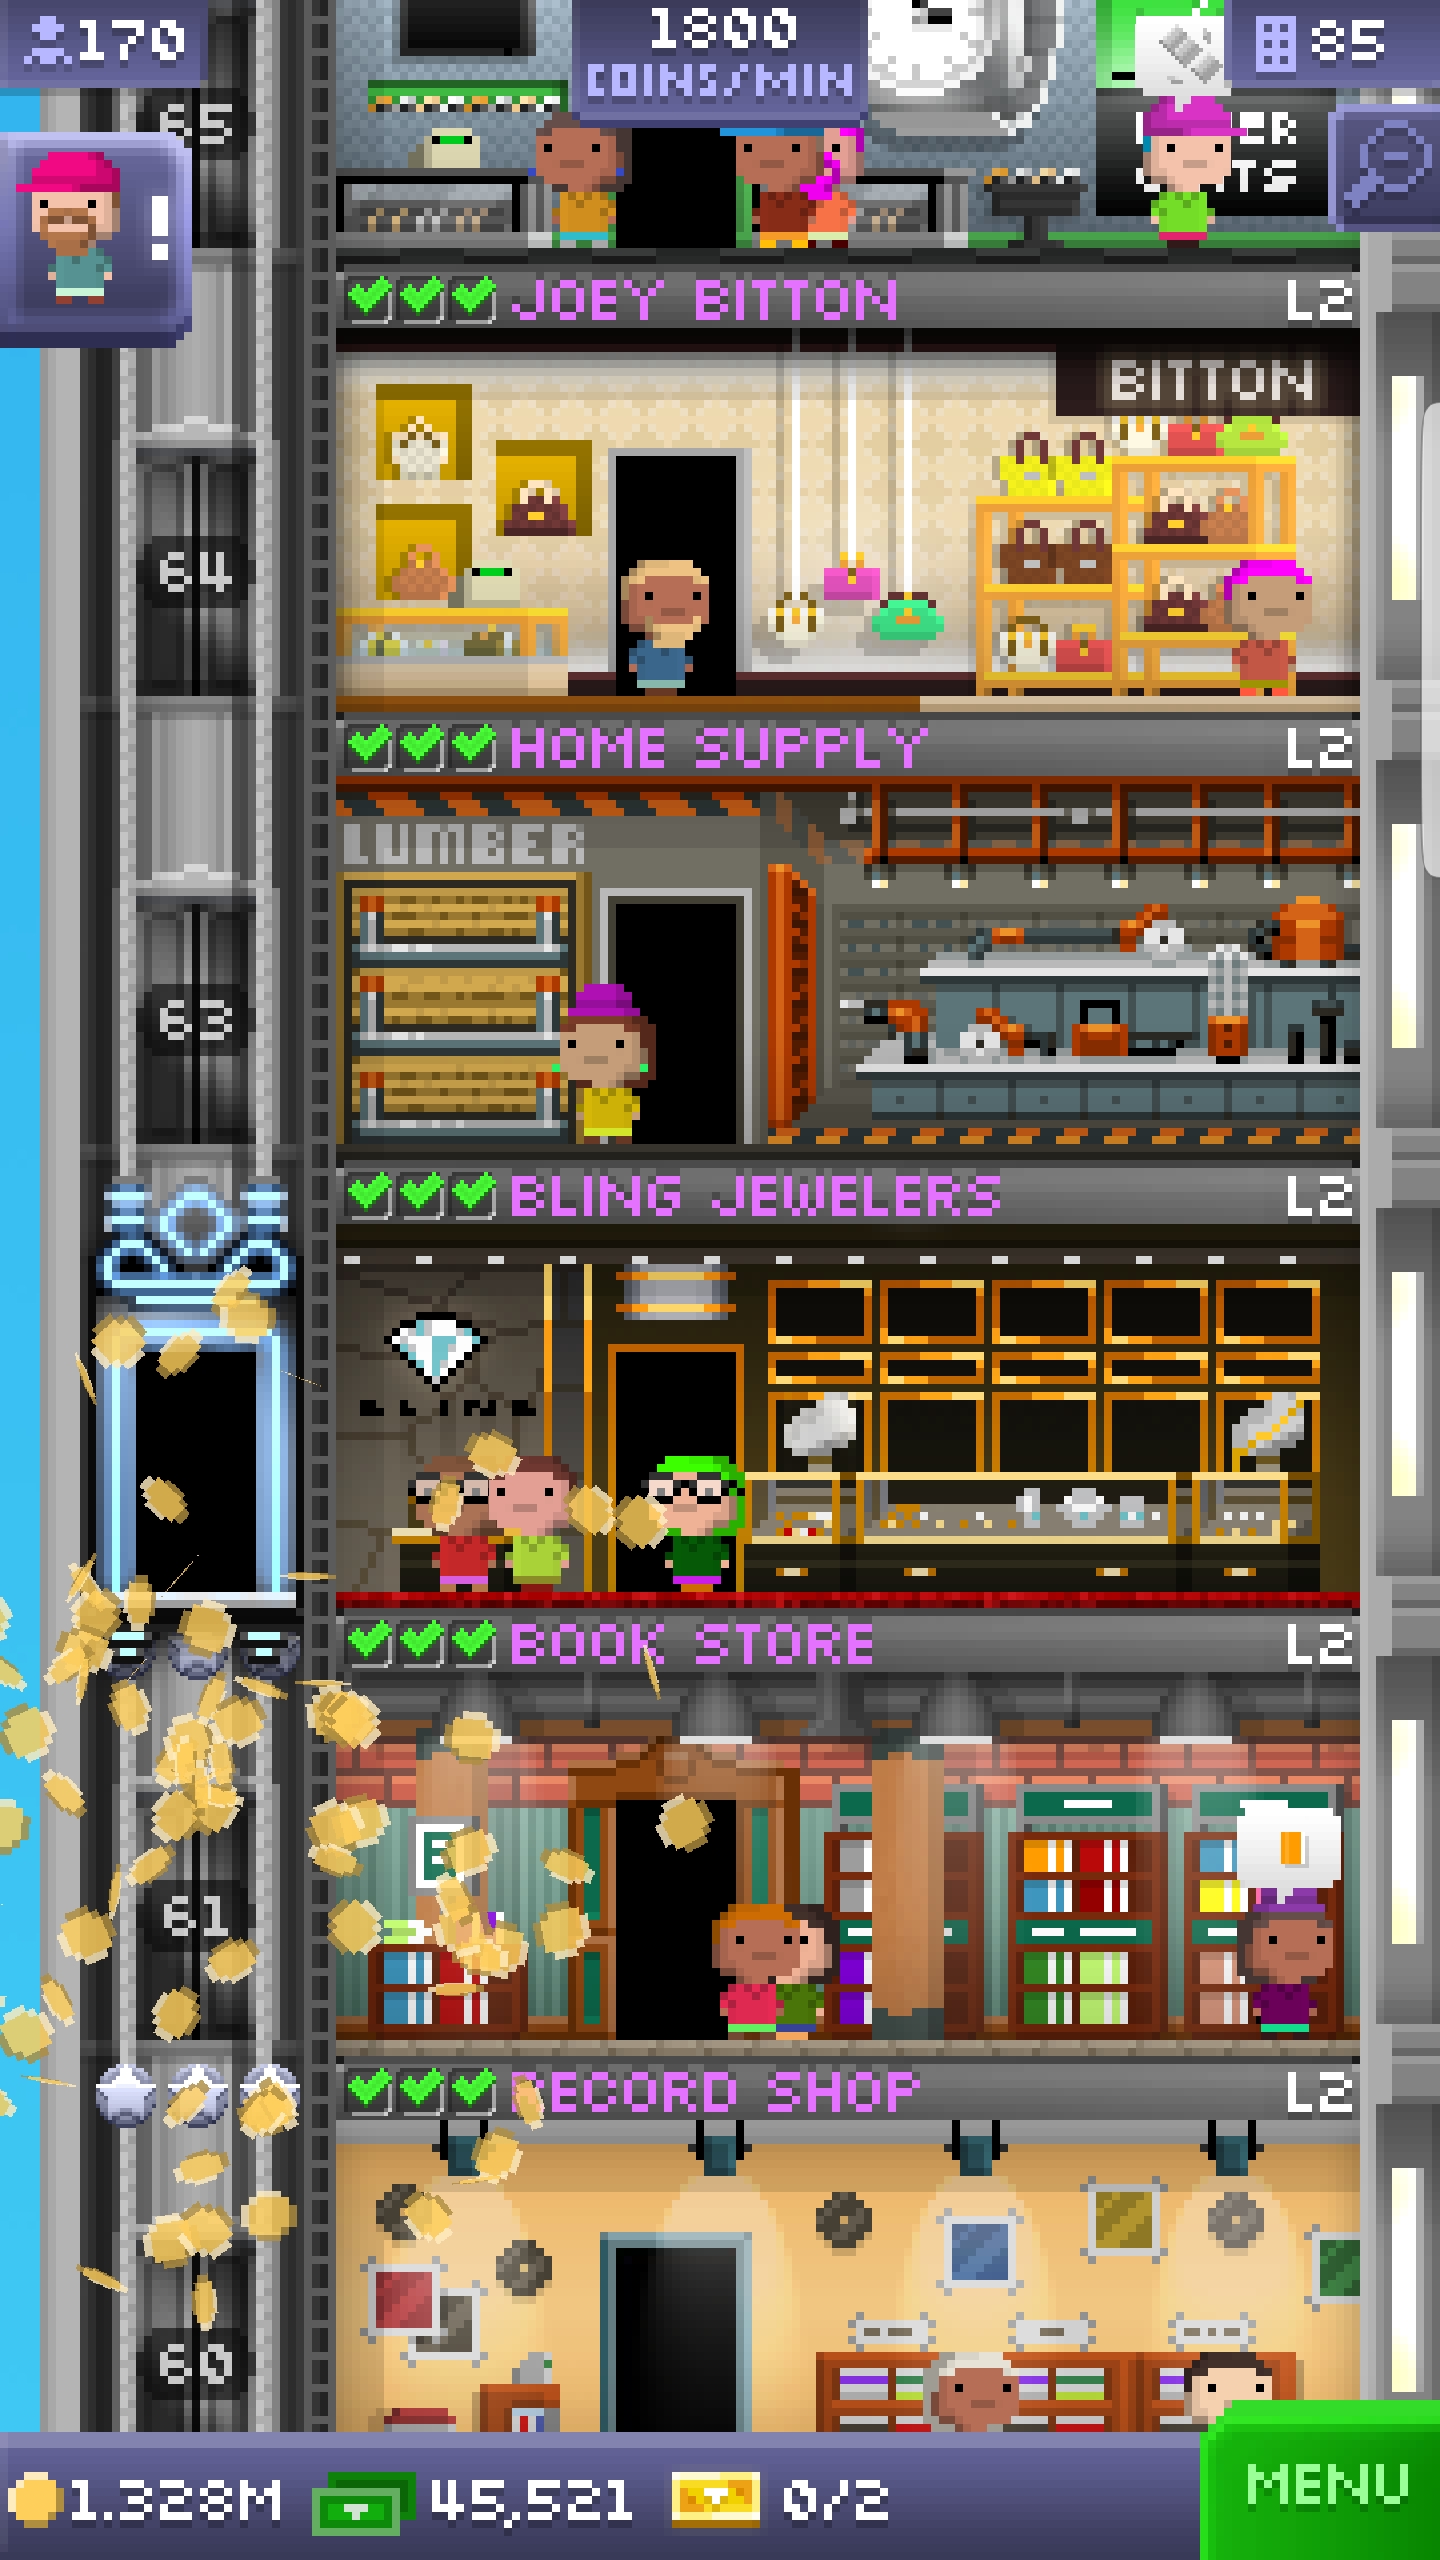 170
1800
COINS/MIN
85
65
!
JOEY BITTON L2
BITTON
64
HOME SUPPLY L2
LUMBER
63
BLING JEWELERS L2
BLING
BOOK STORE L2
61
RECORD SHOP L2
60
1.328M 45,521 0/2
MENU